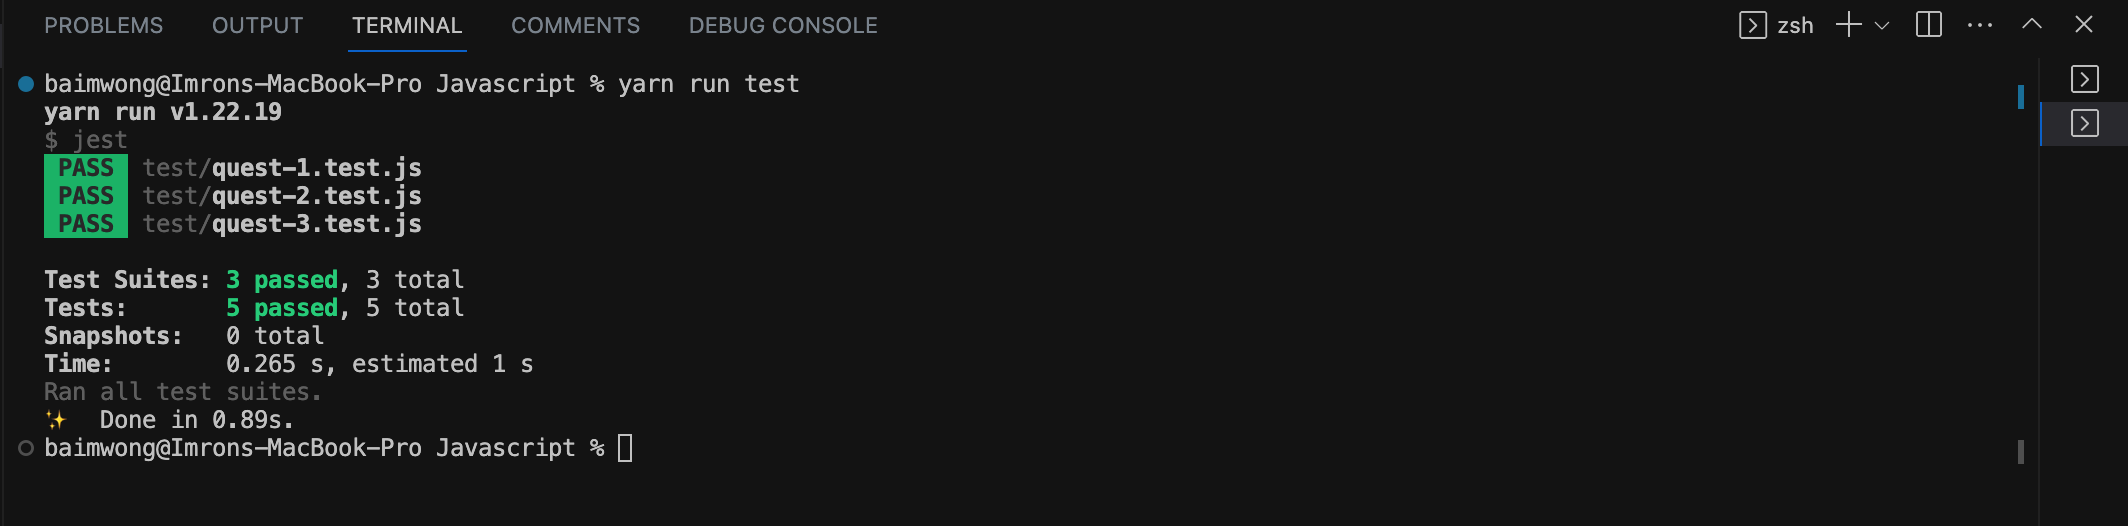 PROBLEMS OUTPUT TERMINAL COMMENTS DEBUG CONSOLE zsh
baimwong@Imrons-MacBook-Pro Javascript % yarn run test
yarn run v1.22.19
$ jest
PASS test/quest-1.test.js
PASS test/quest-2.test.js
PASS test/quest-3.test.js
Test Suites: 3 passed, 3 total
Tests: 5 passed, 5 total
Snapshots: 0 total
Time: 0.265 s, estimated 1 s
Ran all test suites.
✨ Done in 0.89s.
baimwong@Imrons-MacBook-Pro Javascript %